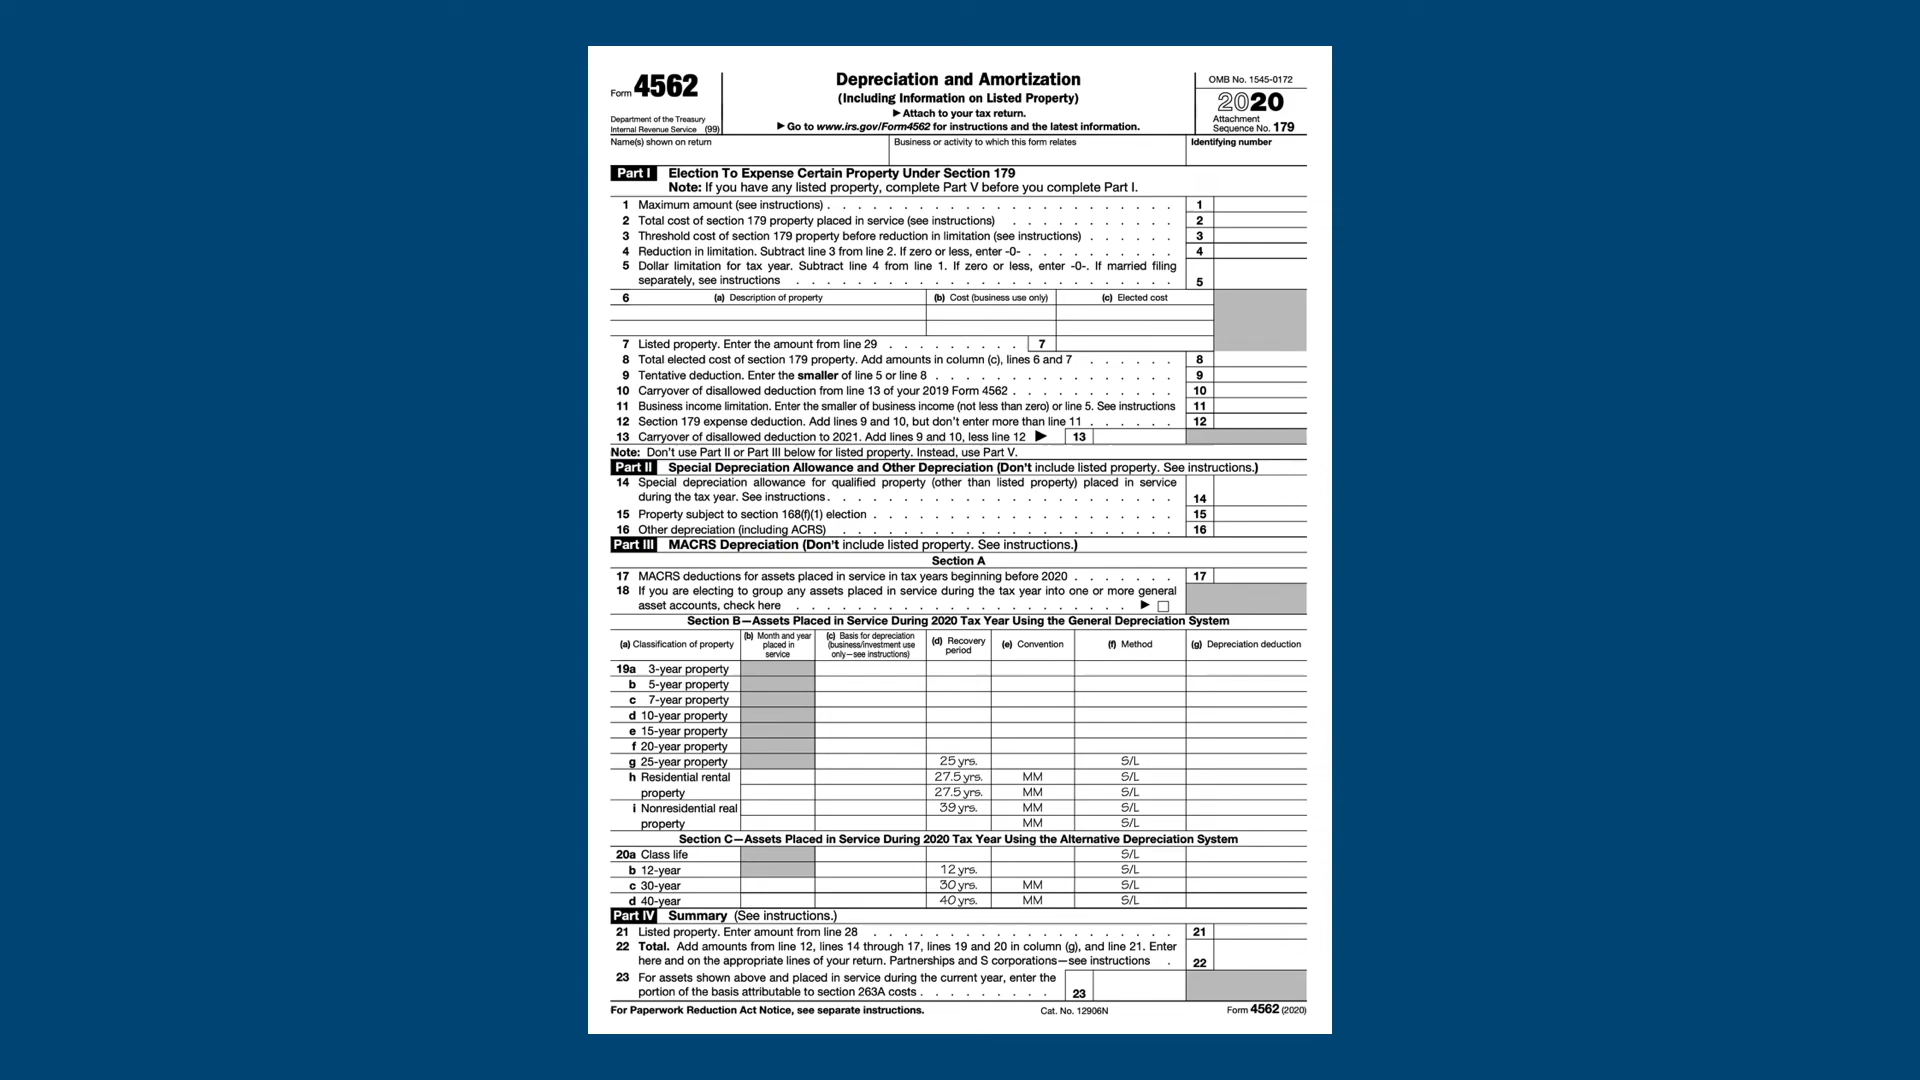 Form 4562
Department of the Treasury
Internal Revenue Service (99)
Depreciation and Amortization
(Including Information on Listed Property)
▶ Attach to your tax return.
▶ Go to www.irs.gov/Form4562 for instructions and the latest information.
OMB No. 1545-0172
2020
Attachment
Sequence No. 179
Name(s) shown on return
Business or activity to which this form relates
Identifying number
Part I Election To Expense Certain Property Under Section 179
Note: If you have any listed property, complete Part V before you complete Part I.
1 Maximum amount (see instructions) . . . . . . . . . . . . . . . . . . . . . . . 1
2 Total cost of section 179 property placed in service (see instructions) . . . . . . . . . . . 2
3 Threshold cost of section 179 property before reduction in limitation (see instructions) . . . . . . 3
4 Reduction in limitation. Subtract line 3 from line 2. If zero or less, enter -0- . . . . . . . . . . 4
5 Dollar limitation for tax year. Subtract line 4 from line 1. If zero or less, enter -0-. If married filing
separately, see instructions . . . . . . . . . . . . . . . . . . . . . . . . . 5
6 (a) Description of property (b) Cost (business use only) (c) Elected cost
7 Listed property. Enter the amount from line 29 . . . . . . . . . 7
8 Total elected cost of section 179 property. Add amounts in column (c), lines 6 and 7 . . . . . . 8
9 Tentative deduction. Enter the smaller of line 5 or line 8 . . . . . . . . . . . . . . . . 9
10 Carryover of disallowed deduction from line 13 of your 2019 Form 4562 . . . . . . . . . . . 10
11 Business income limitation. Enter the smaller of business income (not less than zero) or line 5. See instructions 11
12 Section 179 expense deduction. Add lines 9 and 10, but don't enter more than line 11 . . . . . . 12
13 Carryover of disallowed deduction to 2021. Add lines 9 and 10, less line 12 ▶ 13
Note: Don't use Part II or Part III below for listed property. Instead, use Part V.
Part II Special Depreciation Allowance and Other Depreciation (Don't include listed property. See instructions.)
14 Special depreciation allowance for qualified property (other than listed property) placed in service
during the tax year. See instructions . . . . . . . . . . . . . . . . . . . . . . . 14
15 Property subject to section 168(f)(1) election . . . . . . . . . . . . . . . . . . . . 15
16 Other depreciation (including ACRS) . . . . . . . . . . . . . . . . . . . . . . 16
Part III MACRS Depreciation (Don't include listed property. See instructions.)
Section A
17 MACRS deductions for assets placed in service in tax years beginning before 2020 . . . . . . . 17
18 If you are electing to group any assets placed in service during the tax year into one or more general
asset accounts, check here . . . . . . . . . . . . . . . . . . . . . . ▶ ☐
Section B—Assets Placed in Service During 2020 Tax Year Using the General Depreciation System
(a) Classification of property
(b) Month and year
placed in
service
(c) Basis for depreciation
(business/investment use
only—see instructions)
(d) Recovery
period
(e) Convention
(f) Method
(g) Depreciation deduction
19a 3-year property
b 5-year property
c 7-year property
d 10-year property
e 15-year property
f 20-year property
g 25-year property 25 yrs. S/L
h Residential rental 27.5 yrs. MM S/L
property 27.5 yrs. MM S/L
i Nonresidential real 39 yrs. MM S/L
property MM S/L
Section C—Assets Placed in Service During 2020 Tax Year Using the Alternative Depreciation System
20a Class life S/L
b 12-year 12 yrs. S/L
c 30-year 30 yrs. MM S/L
d 40-year 40 yrs. MM S/L
Part IV Summary (See instructions.)
21 Listed property. Enter amount from line 28 . . . . . . . . . . . . . . . . . . . . 21
22 Total. Add amounts from line 12, lines 14 through 17, lines 19 and 20 in column (g), and line 21. Enter
here and on the appropriate lines of your return. Partnerships and S corporations—see instructions . 22
23 For assets shown above and placed in service during the current year, enter the
portion of the basis attributable to section 263A costs . . . . . . . . . 23
For Paperwork Reduction Act Notice, see separate instructions.
Cat. No. 12906N
Form 4562 (2020)